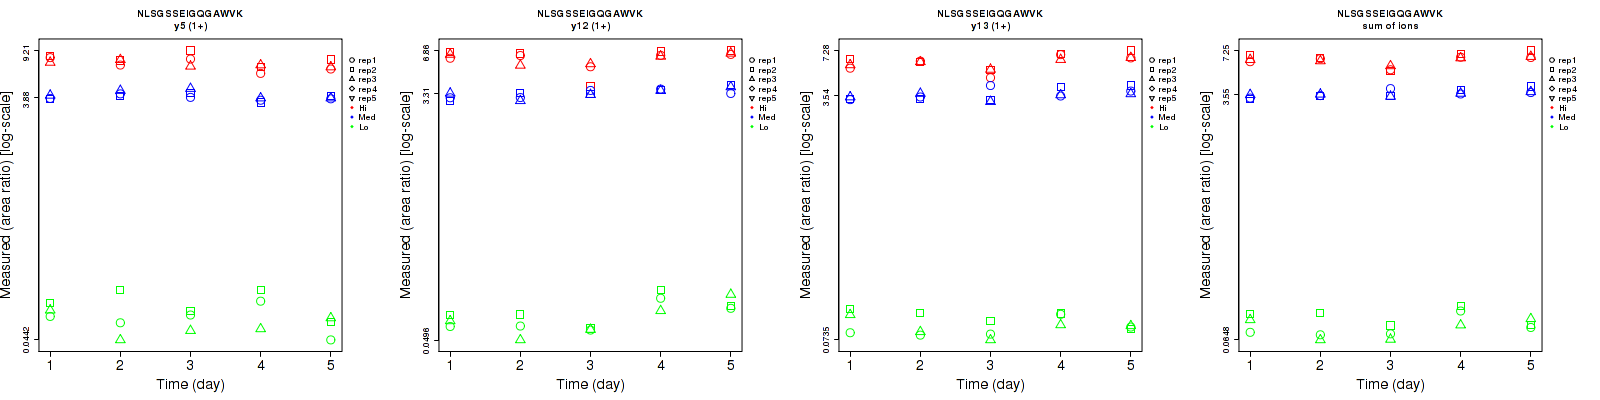 NLSGSSEIGQGAWVK
y5 (1+)
Measured (area ratio) [log-scale]
9.21
3.88
0.0442
1 2 3 4 5
Time (day)
rep1
rep2
rep3
rep4
rep5
Hi
Med
Lo
NLSGSSEIGQGAWVK
y12 (1+)
Measured (area ratio) [log-scale]
6.86
3.31
0.0496
1 2 3 4 5
Time (day)
rep1
rep2
rep3
rep4
rep5
Hi
Med
Lo
NLSGSSEIGQGAWVK
y13 (1+)
Measured (area ratio) [log-scale]
7.28
3.54
0.0735
1 2 3 4 5
Time (day)
rep1
rep2
rep3
rep4
rep5
Hi
Med
Lo
NLSGSSEIGQGAWVK
sum of ions
Measured (area ratio) [log-scale]
7.25
3.55
0.0648
1 2 3 4 5
Time (day)
rep1
rep2
rep3
rep4
rep5
Hi
Med
Lo